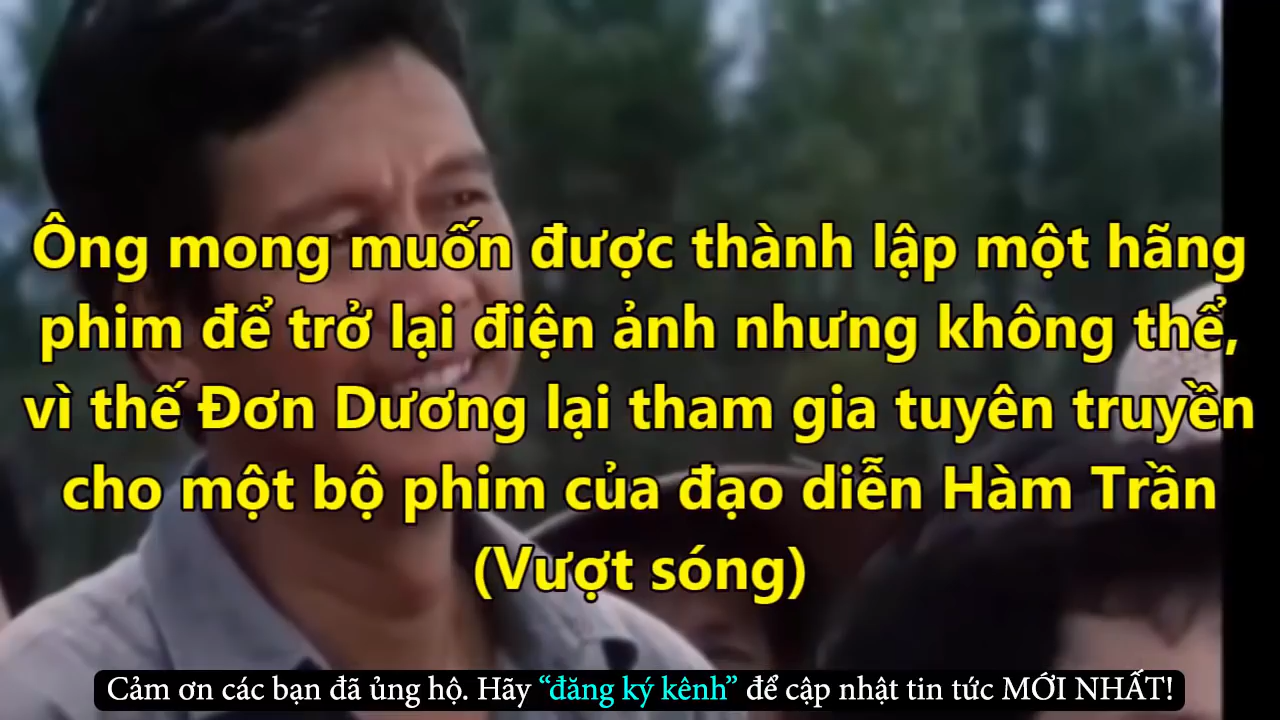 Ông mong muốn được thành lập một hãng
phim để trở lại điện ảnh nhưng không thể,
vì thế Đơn Dương lại tham gia tuyên truyền
cho một bộ phim của đạo diễn Hàm Trần
(Vượt sóng)
Cảm ơn các bạn đã ủng hộ. Hãy “đăng ký kênh” để cập nhật tin tức MỚI NHẤT!